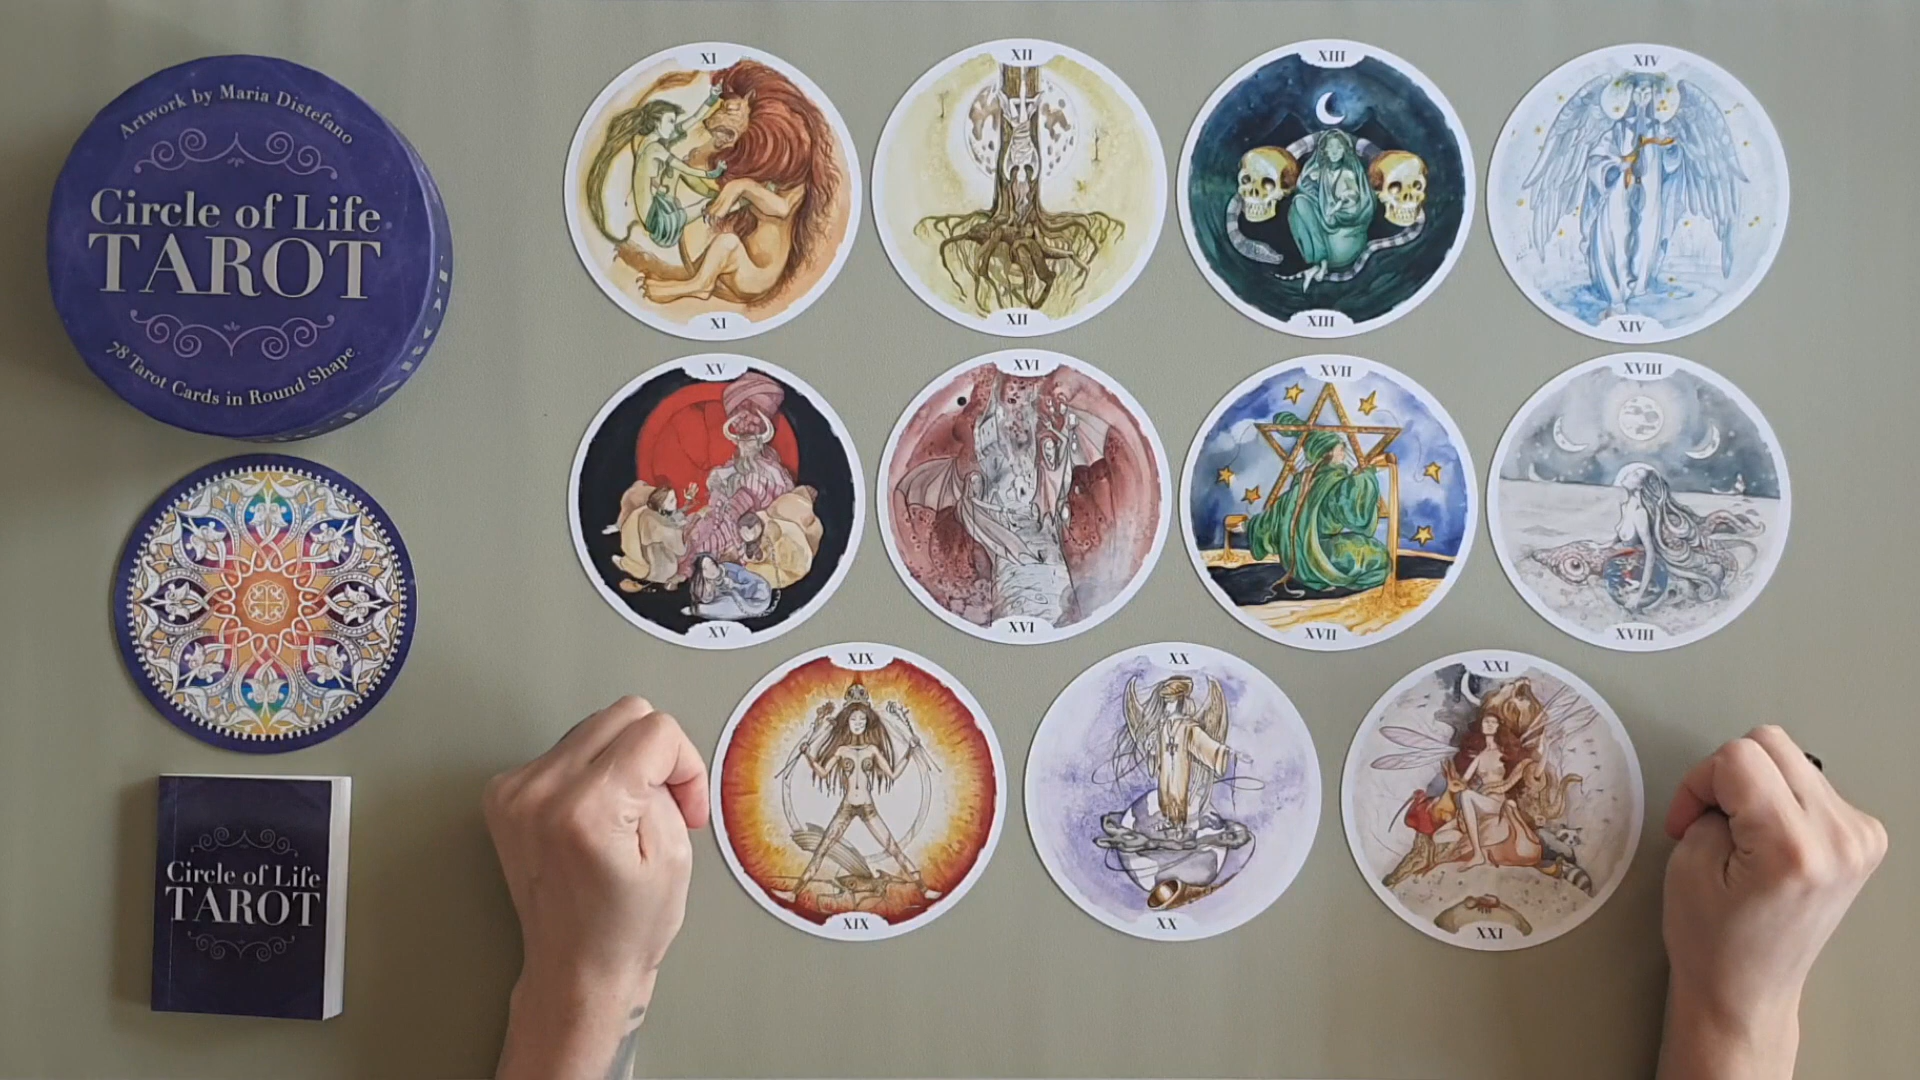 Artwork by Maria Distefano
Circle of Life
TAROT
78 Tarot Cards in Round Shape
Circle of Life
TAROT
XI
XI
XII
XII
XIII
XIII
XIV
XIV
XV
XV
XVI
XVI
XVII
XVII
XVIII
XVIII
XIX
XIX
XX
XX
XXI
XXI